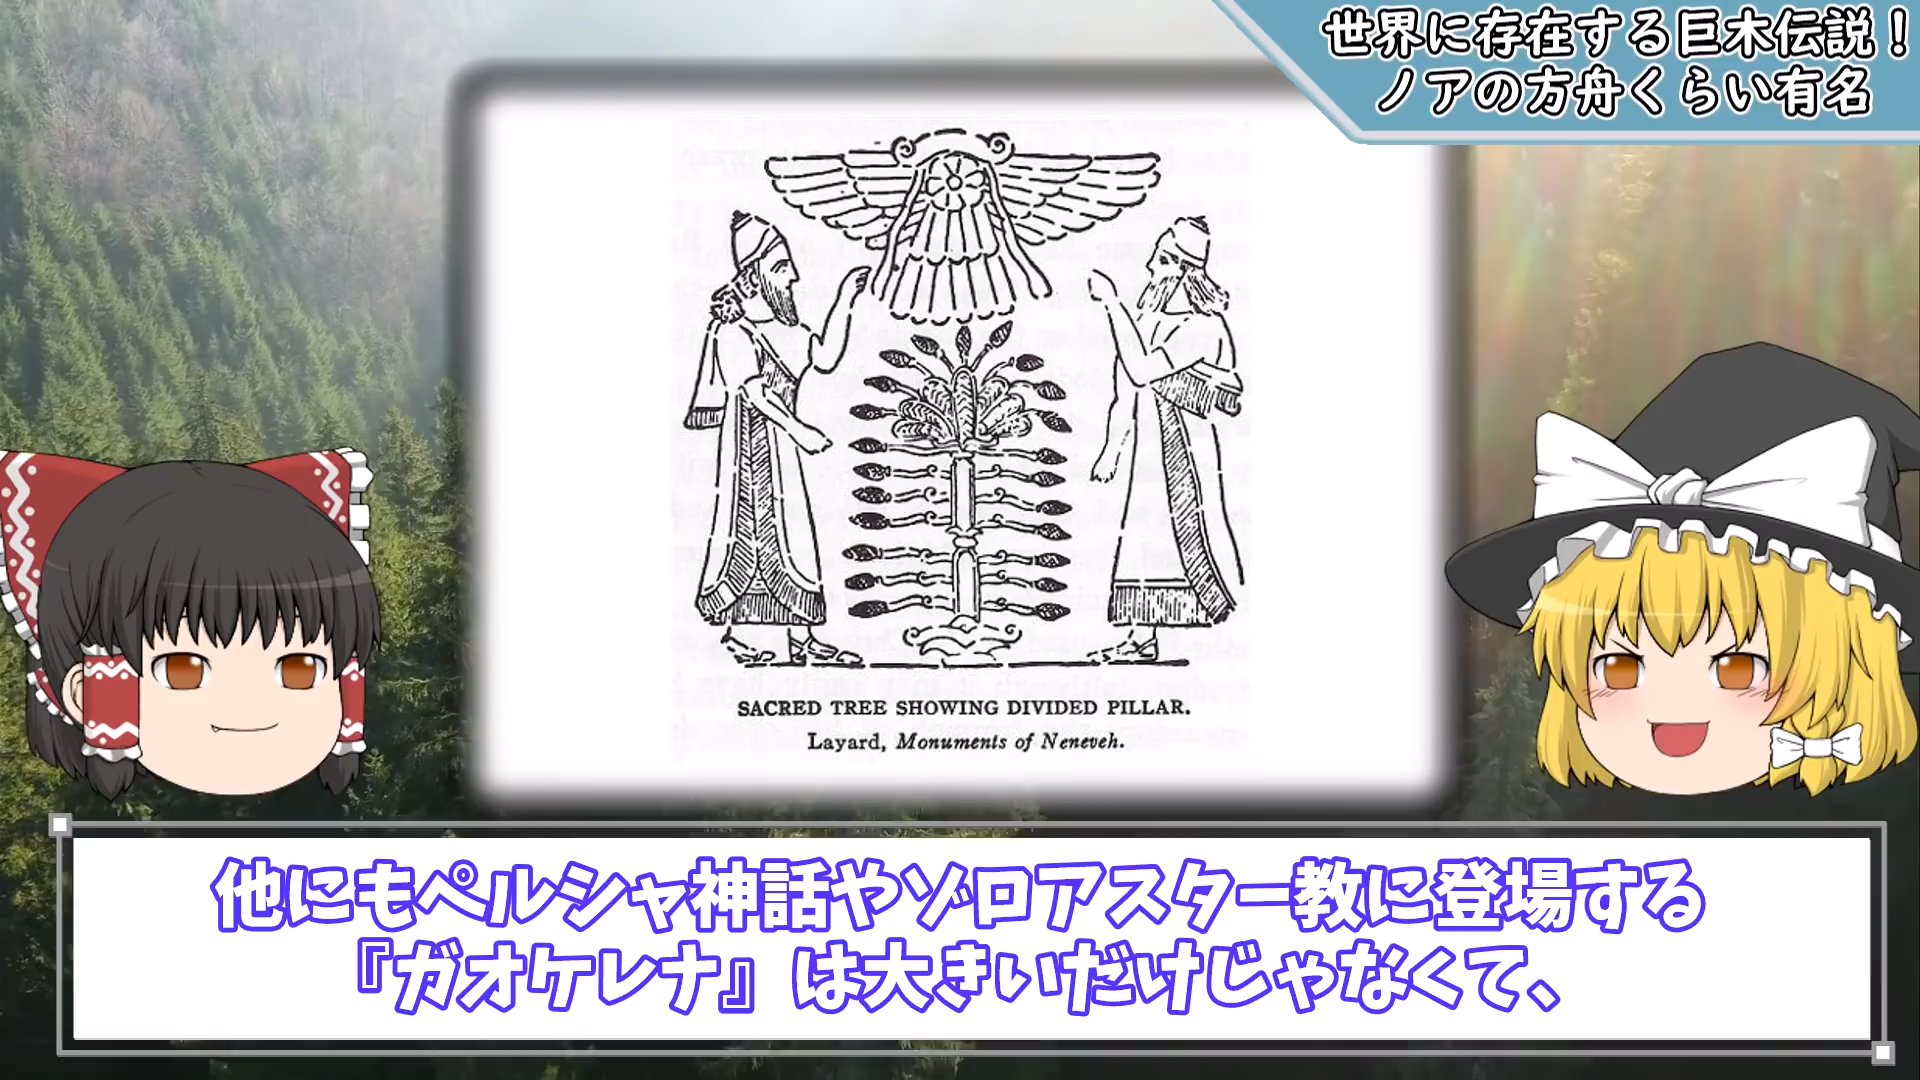 世界に存在する巨木伝説！
ノアの方舟くらい有名
SACRED TREE SHOWING DIVIDED PILLAR.
Layard, Monuments of Neneveh.
他にもペルシャ神話やゾロアスター教に登場する
『ガオケレナ』は大きいだけじゃなくて、